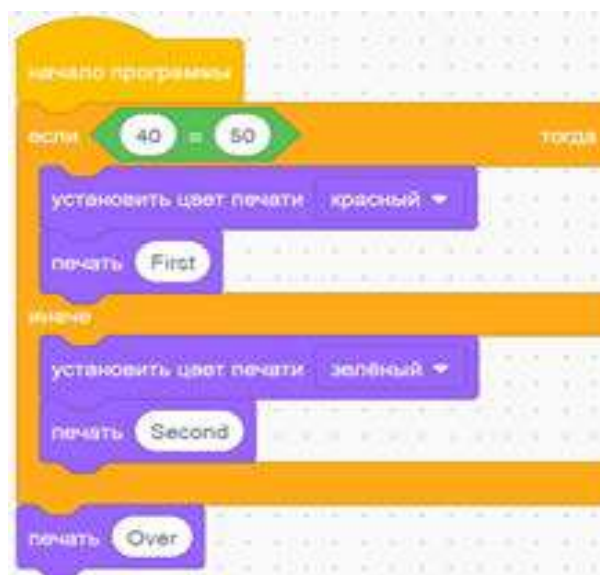 начало программы
если 40 = 50 тогда
установить цвет печати красный
печать First
иначе
установить цвет печати зелёный
печать Second
печать Over